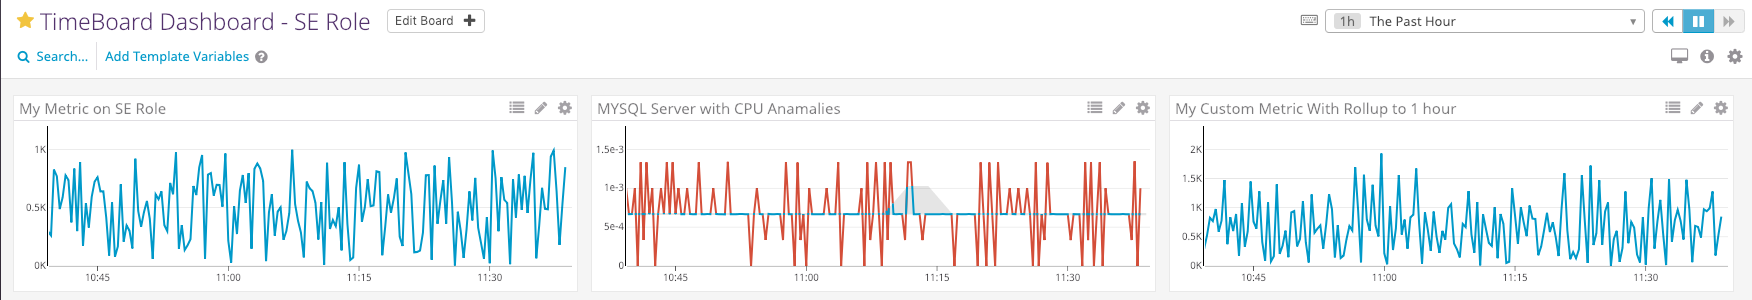 TimeBoard Dashboard - SE Role
Edit Board +
1h The Past Hour
Search...
Add Template Variables ?
My Metric on SE Role
1K
0.5K
0K
10:45 11:00 11:15 11:30
MYSQL Server with CPU Anamalies
1.5e-3
1e-3
5e-4
0
10:45 11:00 11:15 11:30
My Custom Metric With Rollup to 1 hour
2K
1.5K
1K
0.5K
0K
10:45 11:00 11:15 11:30